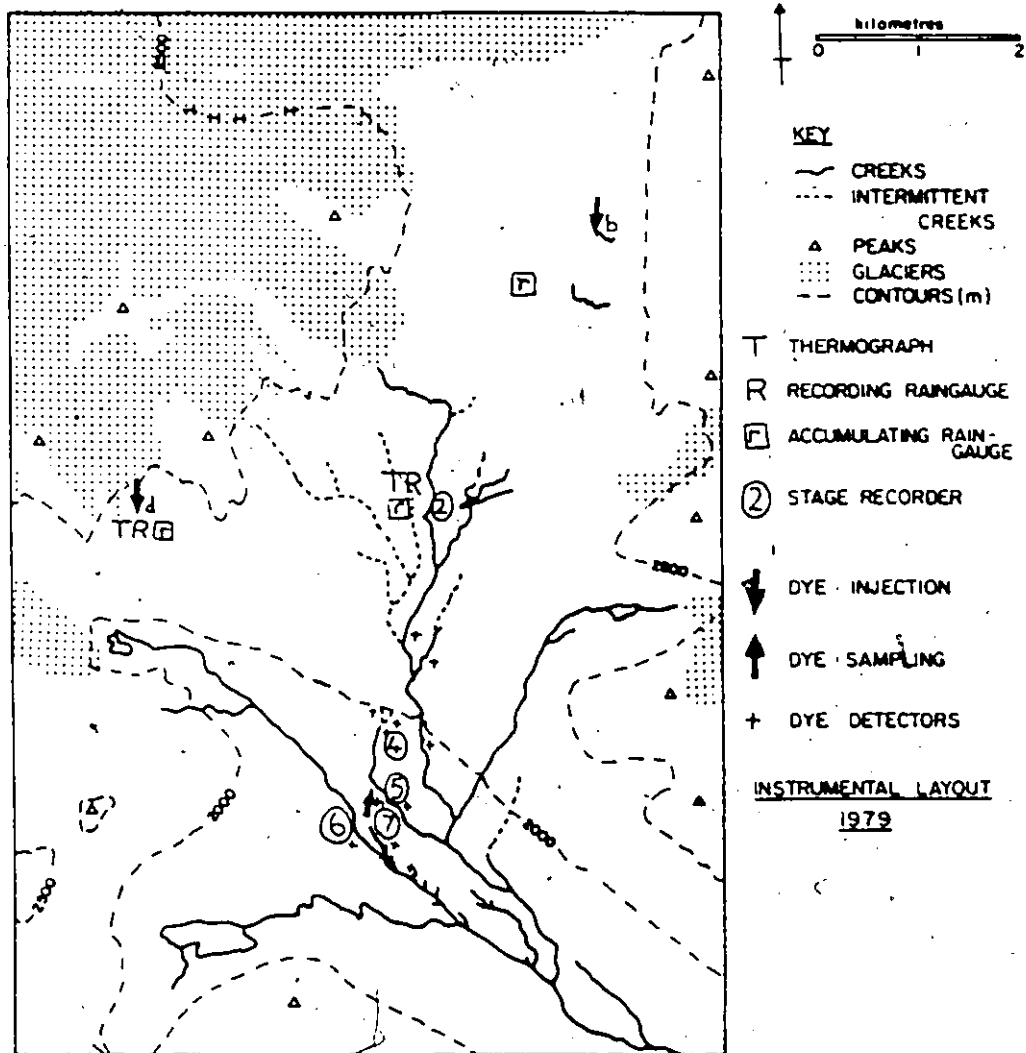 kilometres
0 1 2
KEY
CREEKS
INTERMITTENT
CREEKS
PEAKS
GLACIERS
CONTOURS (m)
T THERMOGRAPH
R RECORDING RAINGAUGE
r ACCUMULATING RAIN-
GAUGE
2 STAGE RECORDER
DYE INJECTION
DYE SAMPLING
DYE DETECTORS
INSTRUMENTAL LAYOUT
1979
b
r
TR
r
2
d
TR r
4
5
6
7
2000
2000